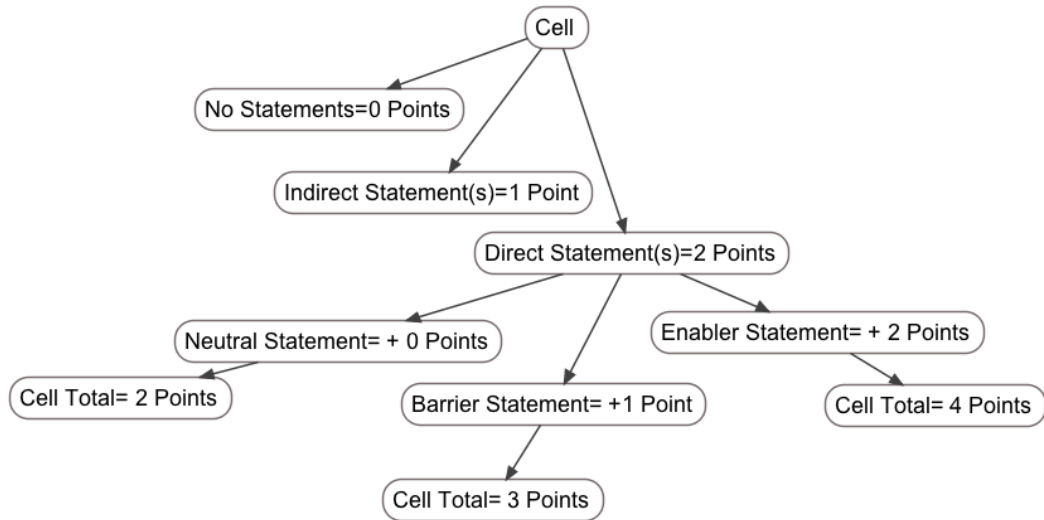 Cell
No Statements=0 Points
Indirect Statement(s)=1 Point
Direct Statement(s)=2 Points
Neutral Statement= + 0 Points
Enabler Statement= + 2 Points
Cell Total= 2 Points
Barrier Statement= +1 Point
Cell Total= 4 Points
Cell Total= 3 Points